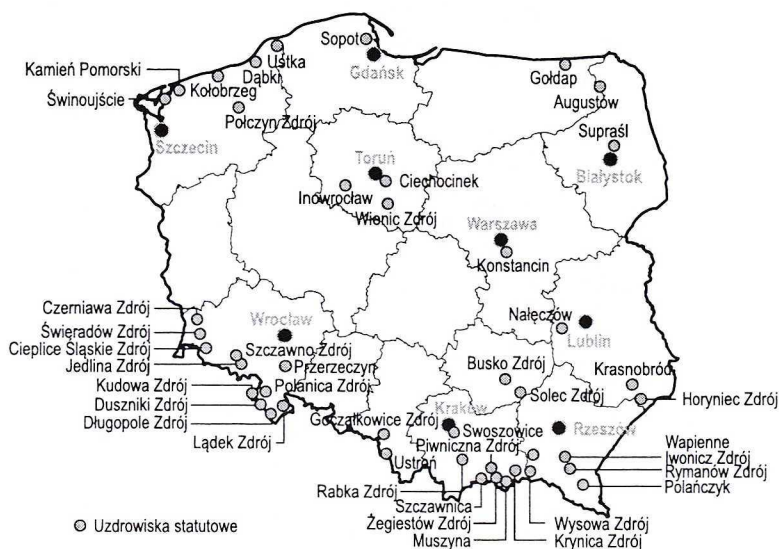 Sopot
Ustka
Gdańsk
Kamień Pomorski
Dąbki
Gołdap
Świnoujście
Kołobrzeg
Augustów
Połczyn Zdrój
Supraśl
Szczecin
Toruń
Białystok
Ciechocinek
Inowrocław
Wienic Zdrój
Warszawa
Konstancin
Czerniawa Zdrój
Nałęczów
Świeradów Zdrój
Wrocław
Lublin
Cieplice Śląskie Zdrój
Szczawno-Zdrój
Jedlina Zdrój
Przerzeczyn
Busko Zdrój
Krasnobród
Kudowa Zdrój
Polanica Zdrój
Solec Zdrój
Horyniec Zdrój
Duszniki Zdrój
Goczałkowice Zdrój
Kraków
Swoszowice
Rzeszów
Długopole Zdrój
Piwniczna Zdrój
Wapienne
Lądek Zdrój
Ustroń
Iwonicz Zdrój
Rymanów Zdrój
Rabka Zdrój
Polańczyk
Szczawnica
Żegiestów Zdrój
Wysowa Zdrój
Muszyna
Krynica Zdrój
Uzdrowiska statutowe